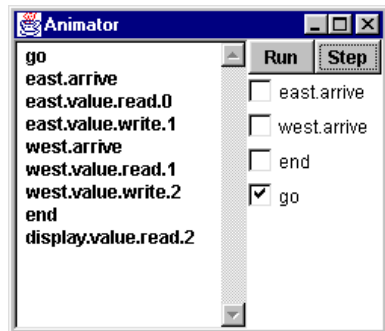 Animator
go
east.arrive
east.value.read.0
east.value.write.1
west.arrive
west.value.read.1
west.value.write.2
end
display.value.read.2
Run Step
east.arrive
west.arrive
end
go